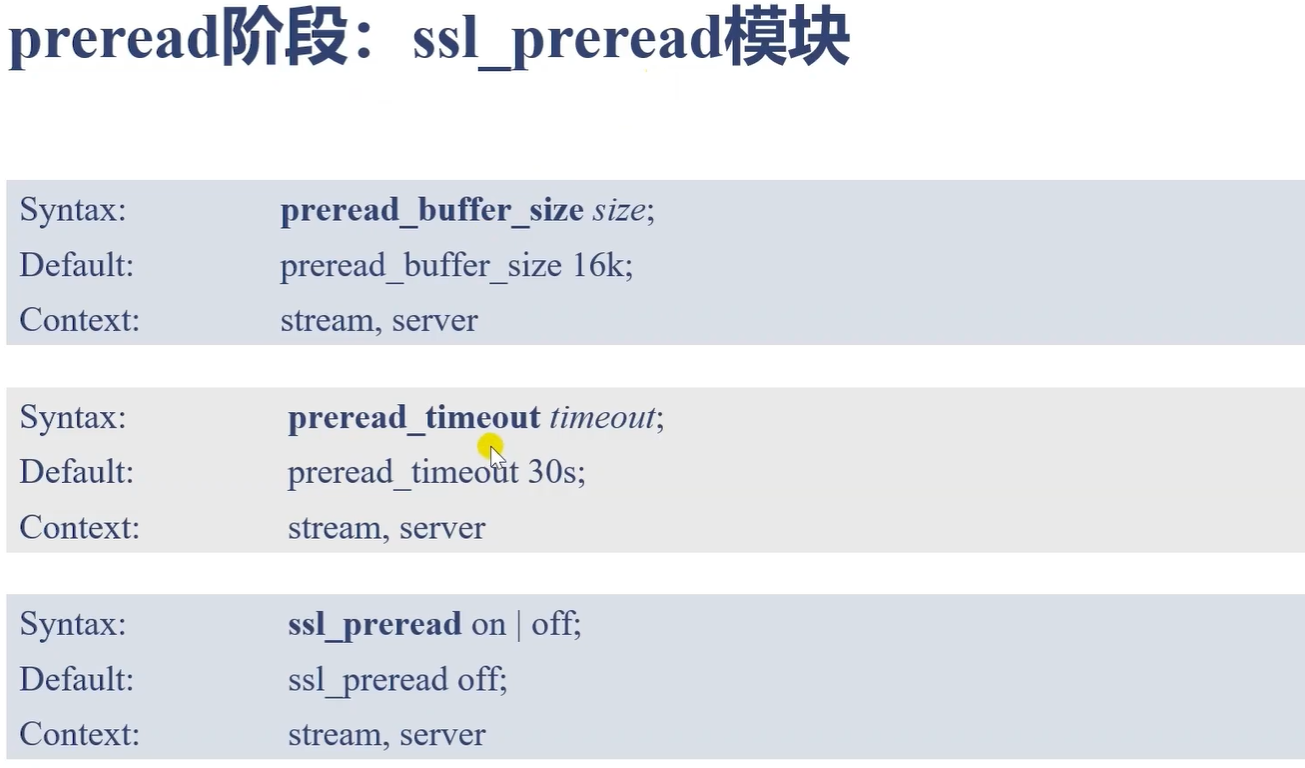 preread阶段：ssl_preread模块
Syntax: preread_buffer_size size;
Default: preread_buffer_size 16k;
Context: stream, server
Syntax: preread_timeout timeout;
Default: preread_timeout 30s;
Context: stream, server
Syntax: ssl_preread on | off;
Default: ssl_preread off;
Context: stream, server